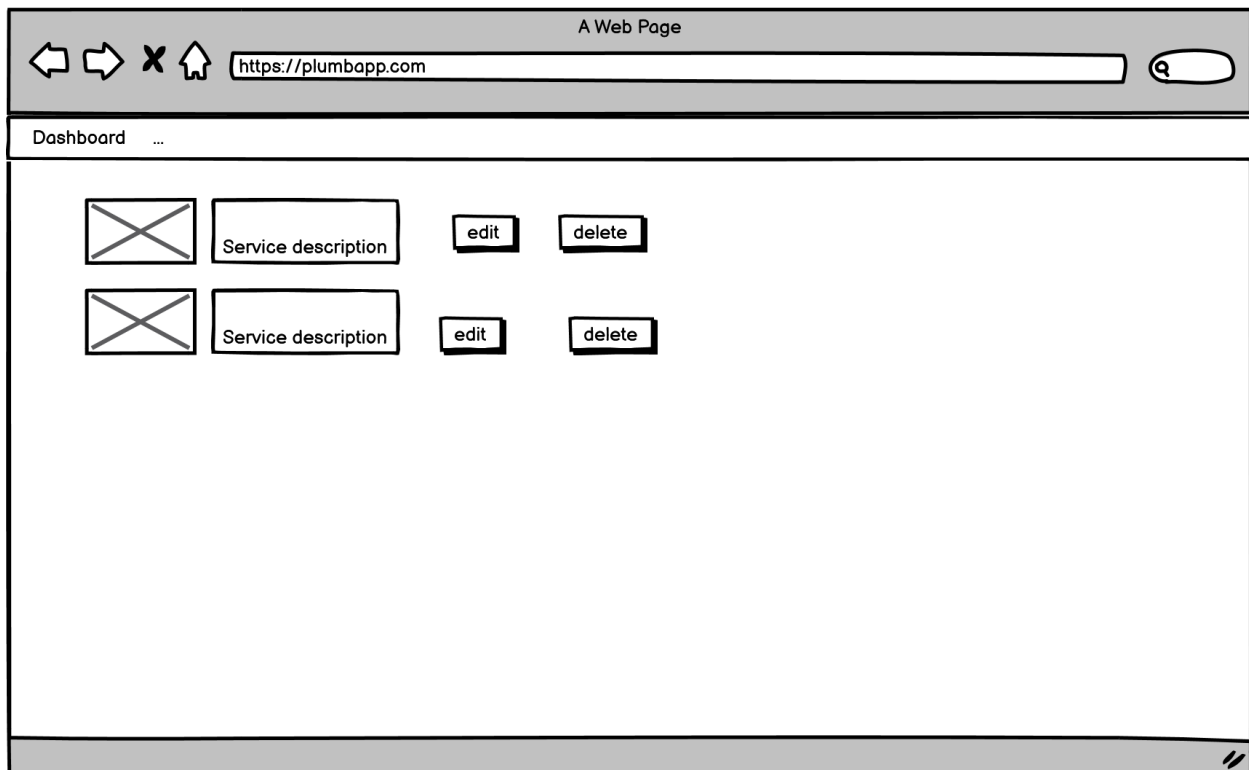 A Web Page
https://plumbapp.com
Dashboard ...
Service description edit delete
Service description edit delete